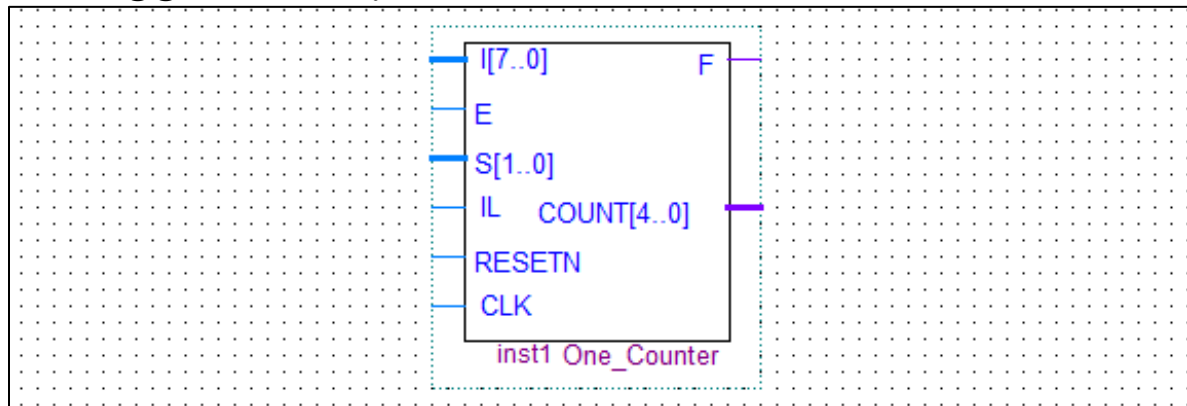 I[7..0] F
E
S[1..0]
IL COUNT[4..0]
RESETN
CLK
inst1 One_Counter